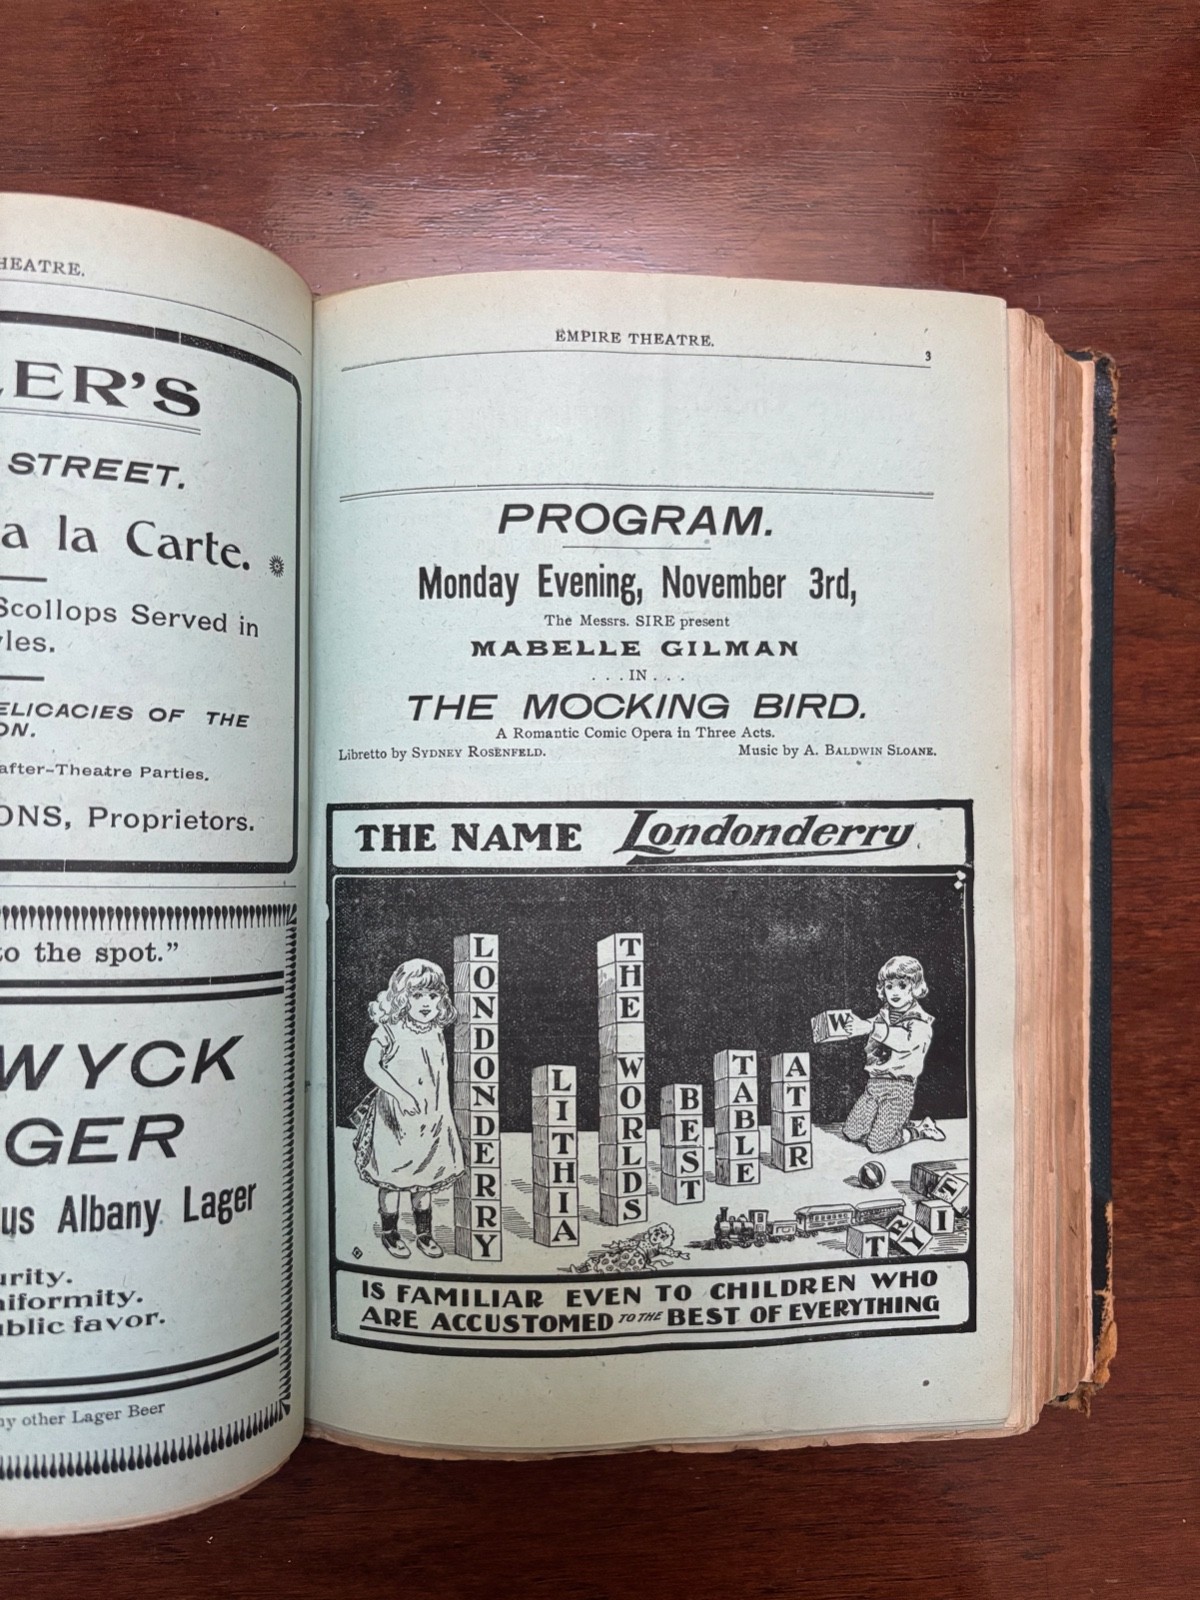 HEATRE.
ER'S
STREET.
a la Carte.
Scollops Served in
les.
ELICACIES OF THE
ON.
after-Theatre Parties.
ONS, Proprietors.
to the spot."
WYCK
GER
us Albany Lager
urity.
niformity.
ublic favor.
ny other Lager Beer
EMPIRE THEATRE.
3
PROGRAM.
Monday Evening, November 3rd,
The Messrs. SIRE present
MABELLE GILMAN
...IN...
THE MOCKING BIRD.
A Romantic Comic Opera in Three Acts.
Libretto by SYDNEY ROSENFELD. Music by A. BALDWIN SLOANE.
THE NAME Londonderry
LONDONDERRY
LITHIA
THE WORLDS
BEST
TABLE
ATER
W
T R Y I T
IS FAMILIAR EVEN TO CHILDREN WHO
ARE ACCUSTOMED TO THE BEST OF EVERYTHING